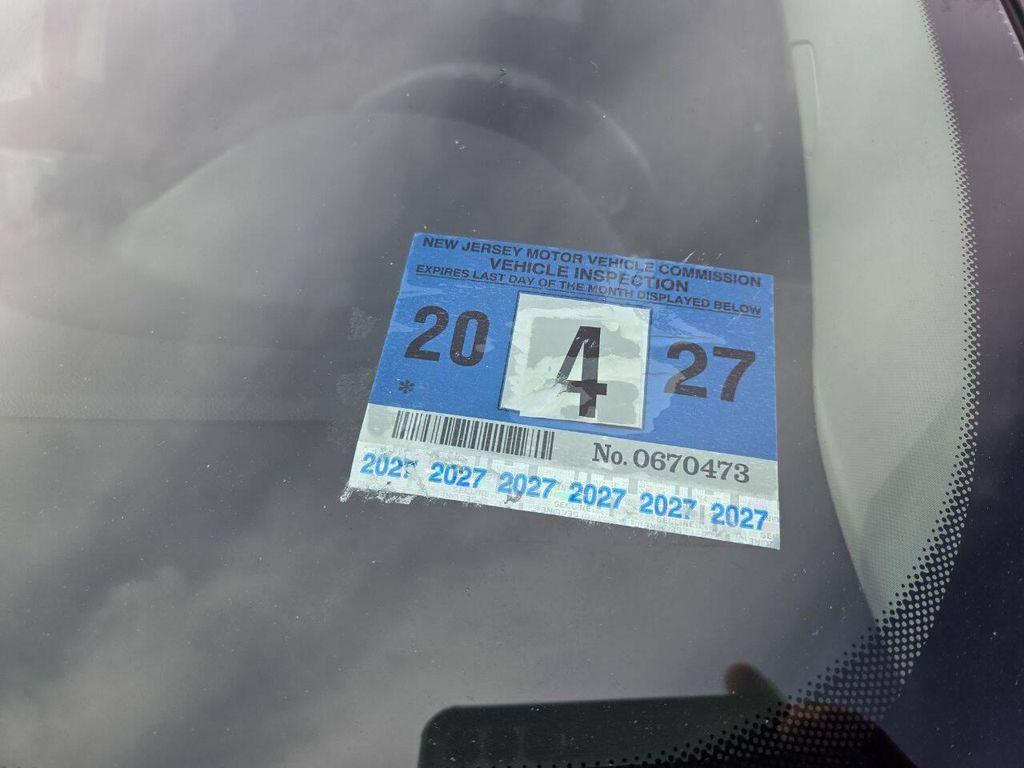 NEW JERSEY MOTOR VEHICLE COMMISSION
VEHICLE INSPECTION
EXPIRES LAST DAY OF THE MONTH DISPLAYED BELOW
20 4 27
*
No. 0670473
2027 2027 2027 2027 2027 2027